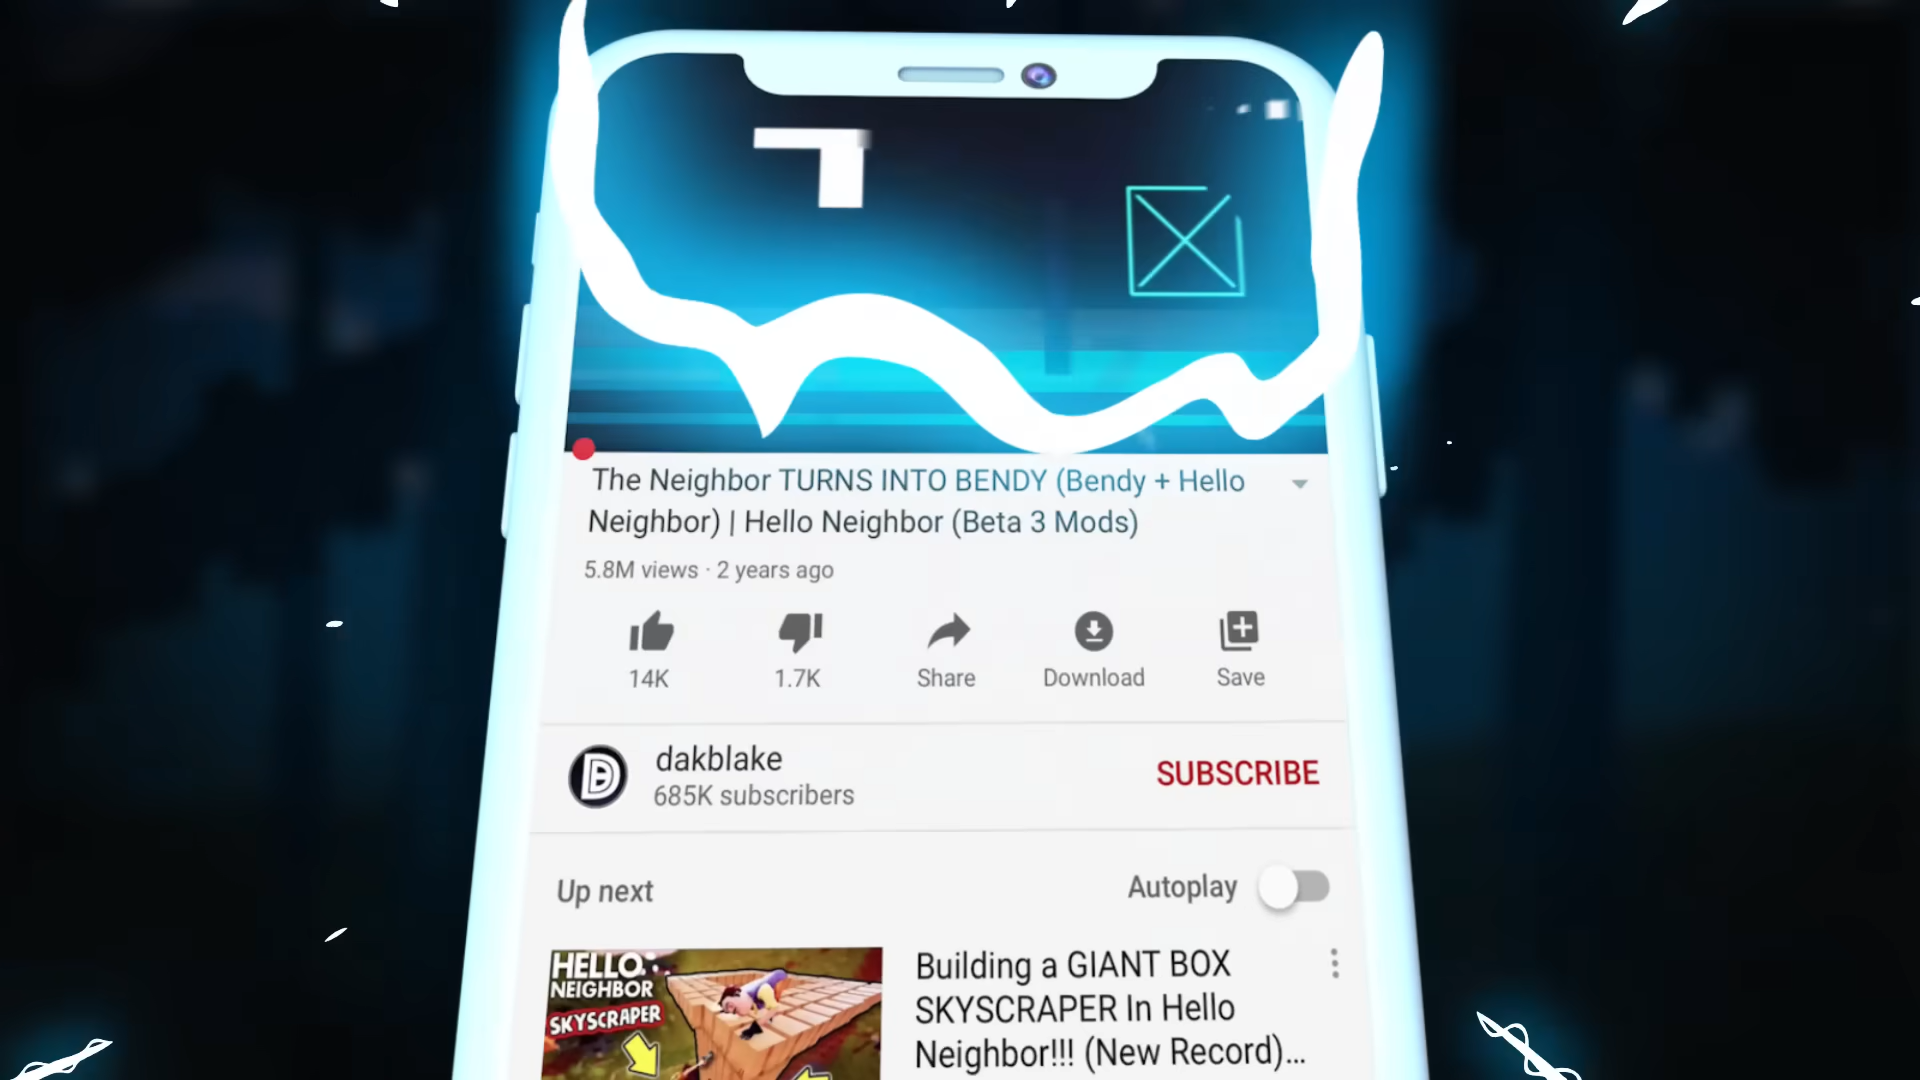 The Neighbor TURNS INTO BENDY (Bendy + Hello
Neighbor) | Hello Neighbor (Beta 3 Mods)
5.8M views · 2 years ago
14K
1.7K
Share
Download
Save
dakblake
685K subscribers
SUBSCRIBE
Up next
Autoplay
HELLO
NEIGHBOR
SKYSCRAPER
Building a GIANT BOX
SKYSCRAPER In Hello
Neighbor!!! (New Record)...